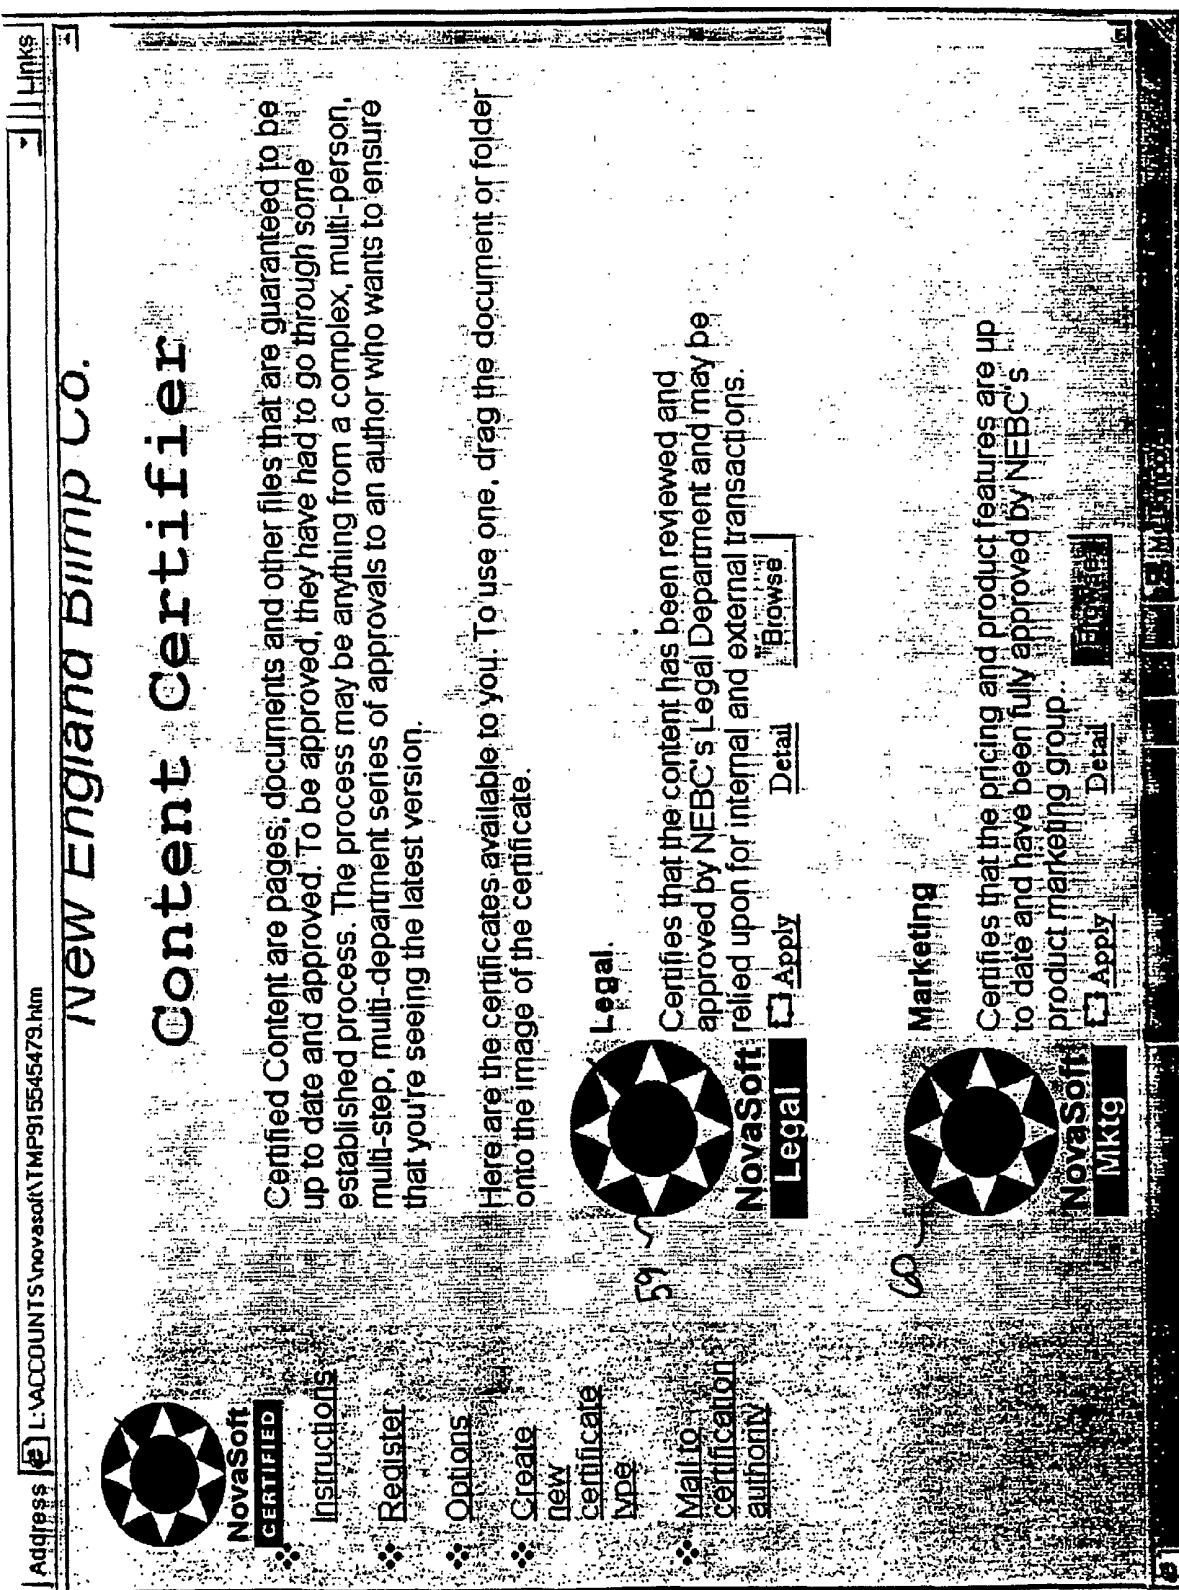 Address L:\ACCOUNTS\novasoft\TMP915545479.htm Links
New England Blimp Co.
Content Certifier
NovaSoft
CERTIFIED
Instructions
Register
Options
Create
new
certificate
type
Mail to
certification
authority
Certified Content are pages, documents and other files that are guaranteed to be
up to date and approved. To be approved, they have had to go through some
established process. The process may be anything from a complex, multi-person,
multi-step, multi-department series of approvals to an author who wants to ensure
that you're seeing the latest version.
Here are the certificates available to you. To use one, drag the document or folder
onto the image of the certificate.
59
NovaSoft
Legal
Legal.
Certifies that the content has been reviewed and
approved by NEBC's Legal Department and may be
relied upon for internal and external transactions.
Apply Detail Browse
60
NovaSoft
Mktg
Marketing
Certifies that the pricing and product features are up
to date and have been fully approved by NEBC's
product marketing group..
Apply Detail Browse